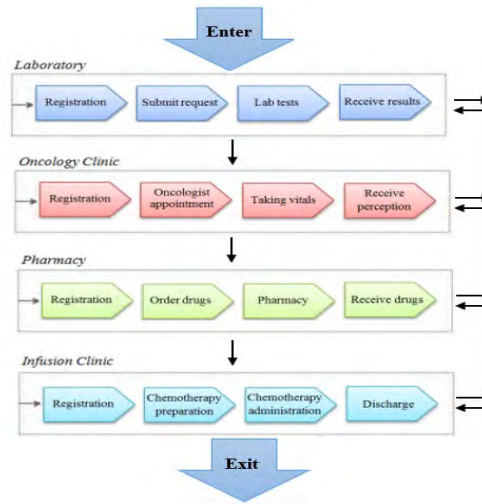 Enter
Laboratory
Registration
Submit request
Lab tests
Receive results
Oncology Clinic
Registration
Oncologist
appointment
Taking vitals
Receive
perception
Pharmacy
Registration
Order drugs
Pharmacy
Receive drugs
Infusion Clinic
Registration
Chemotherapy
preparation
Chemotherapy
administration
Discharge
Exit